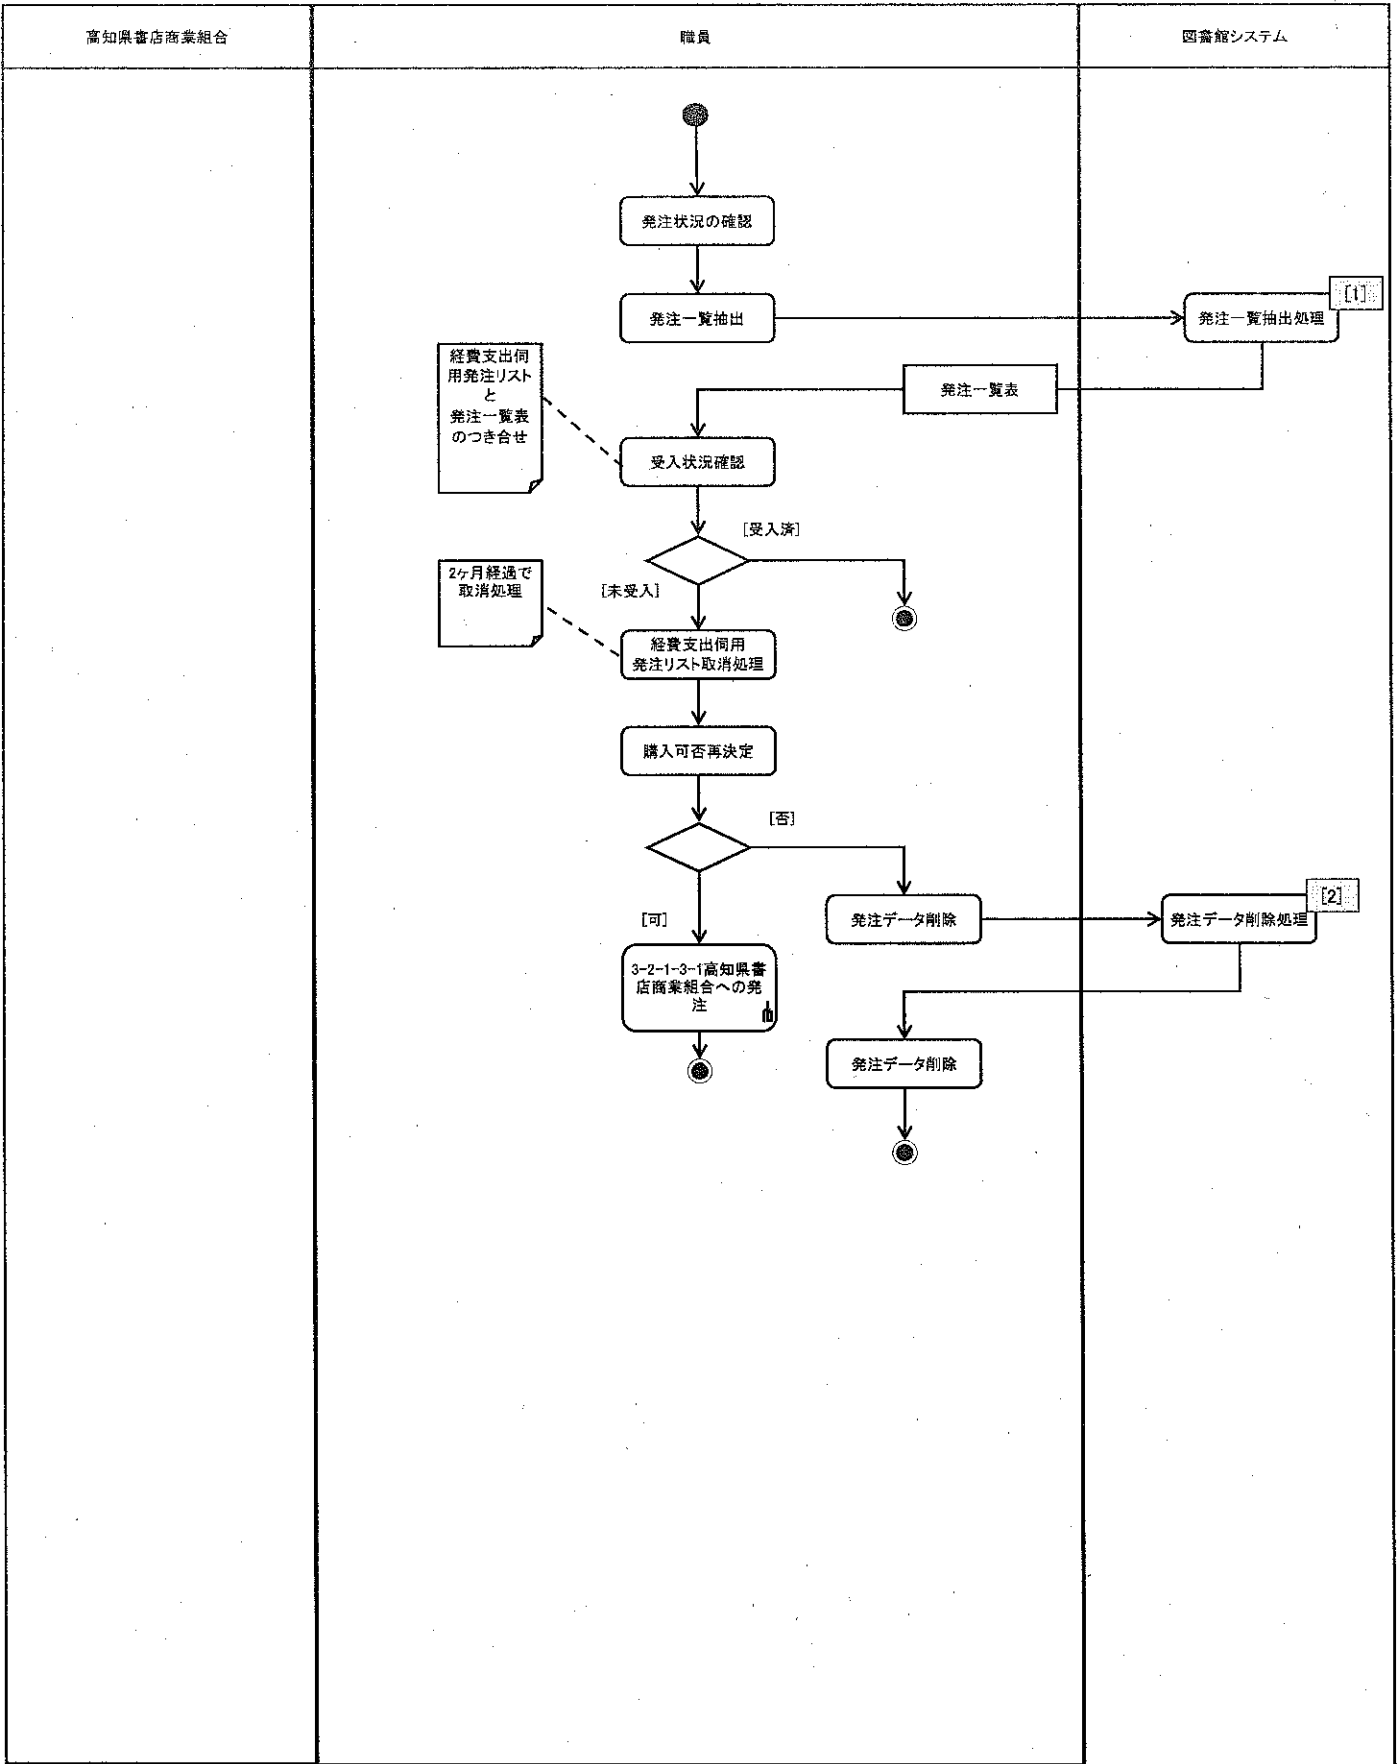 高知県書店商業組合
職員
図書館システム
発注状況の確認
発注一覧抽出
[1]
発注一覧抽出処理
経費支出伺
用発注リスト
と
発注一覧表
のつき合せ
発注一覧表
受入状況確認
[受入済]
[未受入]
2ヶ月経過で
取消処理
経費支出伺用
発注リスト取消処理
購入可否再決定
[否]
[可]
発注データ削除
[2]
発注データ削除処理
3-2-1-3-1高知県書
店商業組合への発
注
発注データ削除